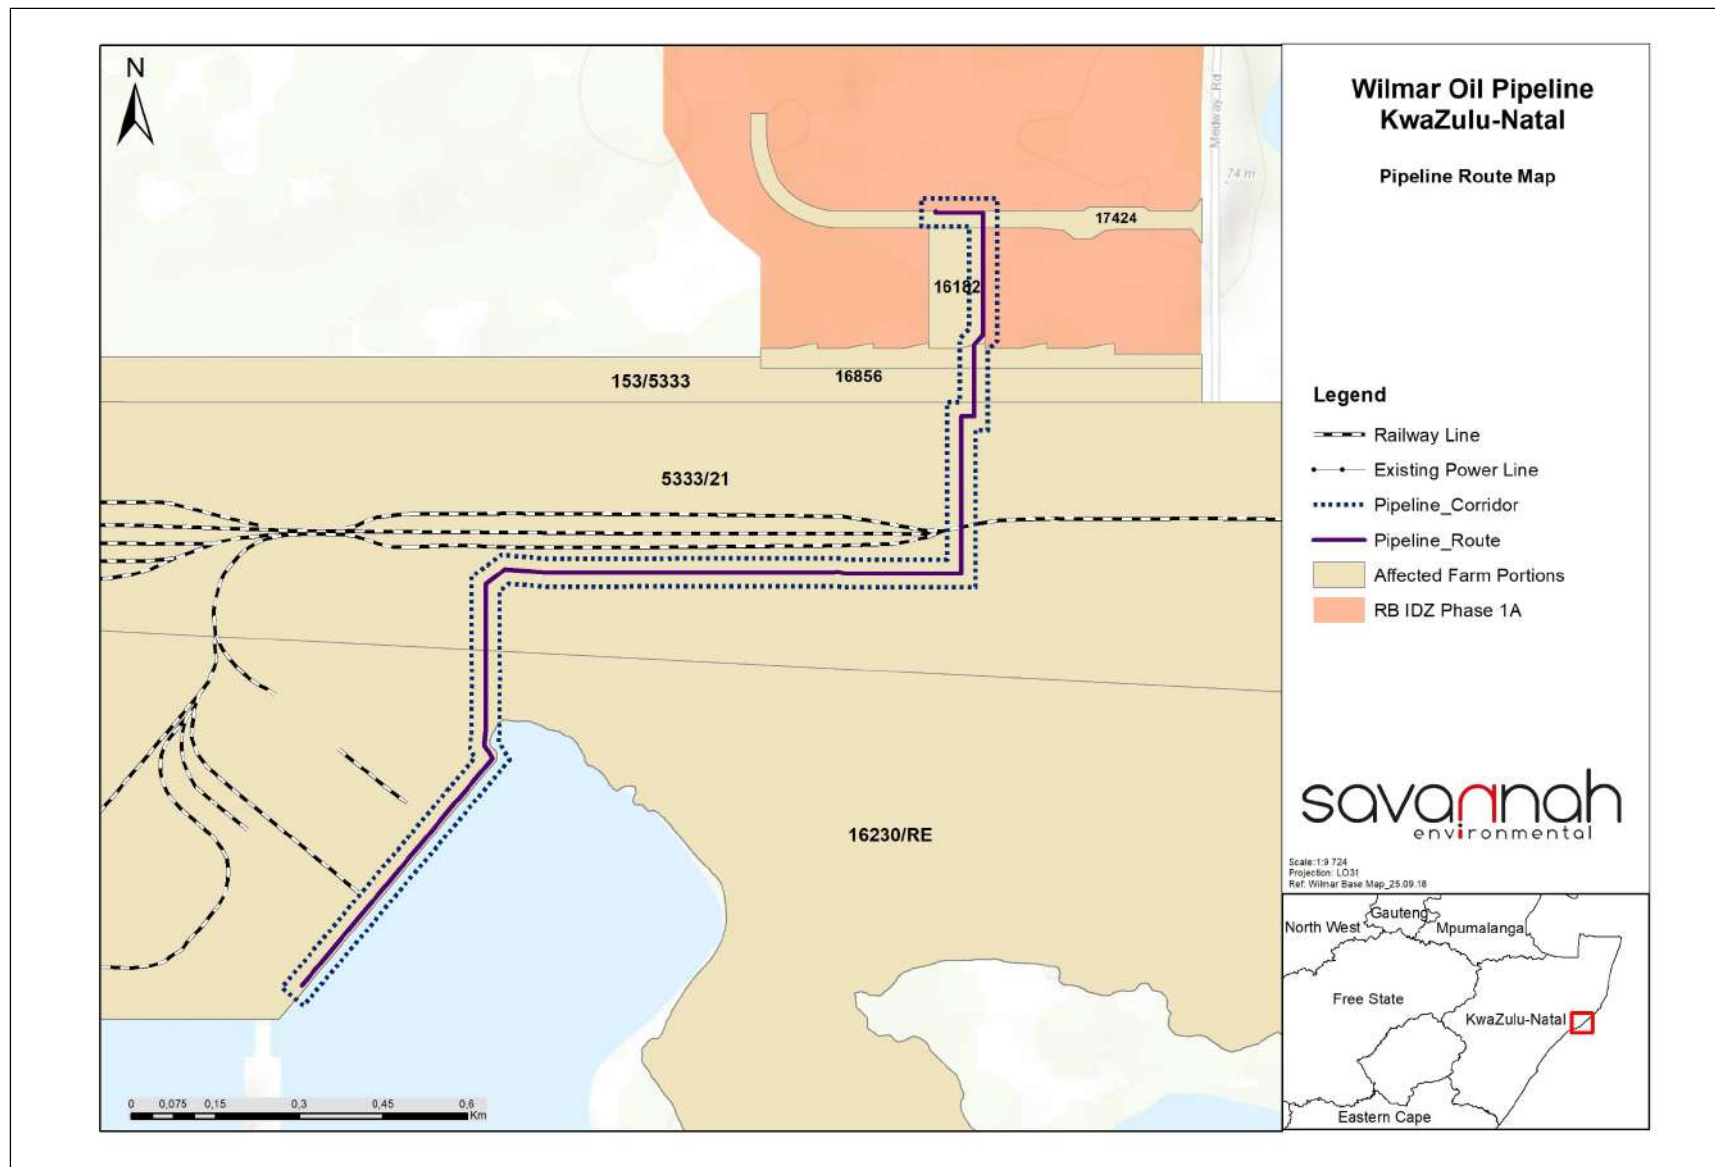 N
Medway Rd
74 m
17424
16182
16856
153/5333
5333/21
16230/RE
0 0,075 0,15 0,3 0,45 0,6
Km
Wilmar Oil Pipeline
KwaZulu-Natal
Pipeline Route Map
Legend
Railway Line
Existing Power Line
Pipeline_Corridor
Pipeline_Route
Affected Farm Portions
RB IDZ Phase 1A
savannah
environmental
Scale:1:9 724
Projection: LO31
Ref: Wilmar Base Map_25.09.18
Gauteng
North West
Mpumalanga
Free State
KwaZulu-Natal
Eastern Cape